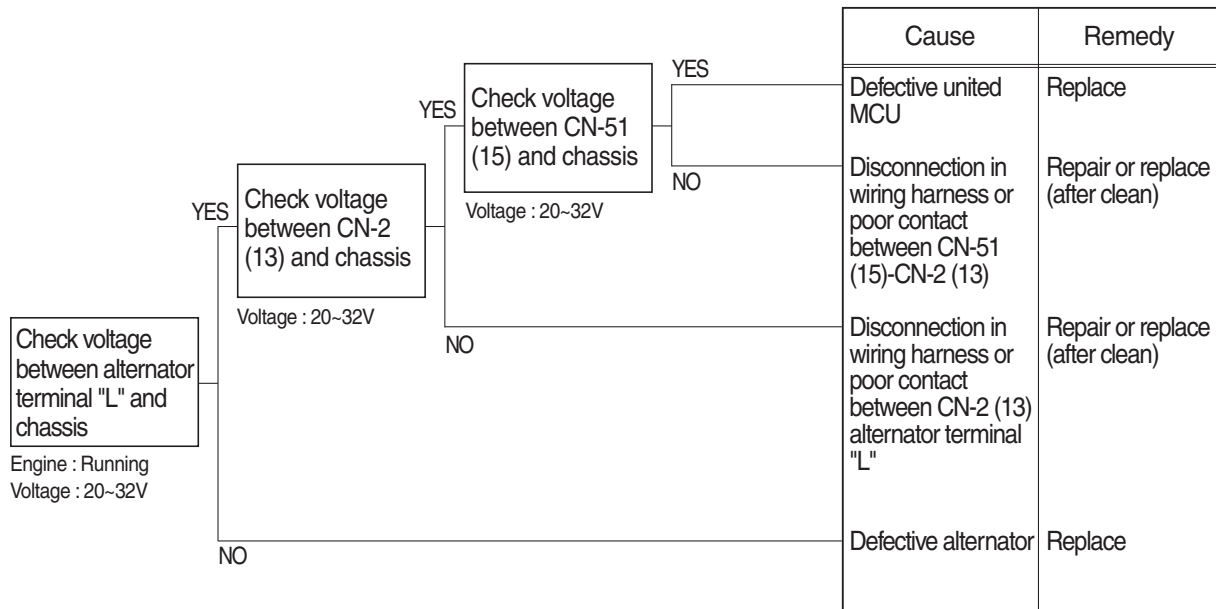 Cause
Remedy
YES
Defective united
MCU
Replace
YES
Check voltage
between CN-51
(15) and chassis
NO
Voltage : 20~32V
Disconnection in
wiring harness or
poor contact
between CN-51
(15)-CN-2 (13)
Repair or replace
(after clean)
YES
Check voltage
between CN-2
(13) and chassis
Voltage : 20~32V
NO
Disconnection in
wiring harness or
poor contact
between CN-2 (13)
alternator terminal
"L"
Repair or replace
(after clean)
Check voltage
between alternator
terminal "L" and
chassis
Engine : Running
Voltage : 20~32V
NO
Defective alternator
Replace